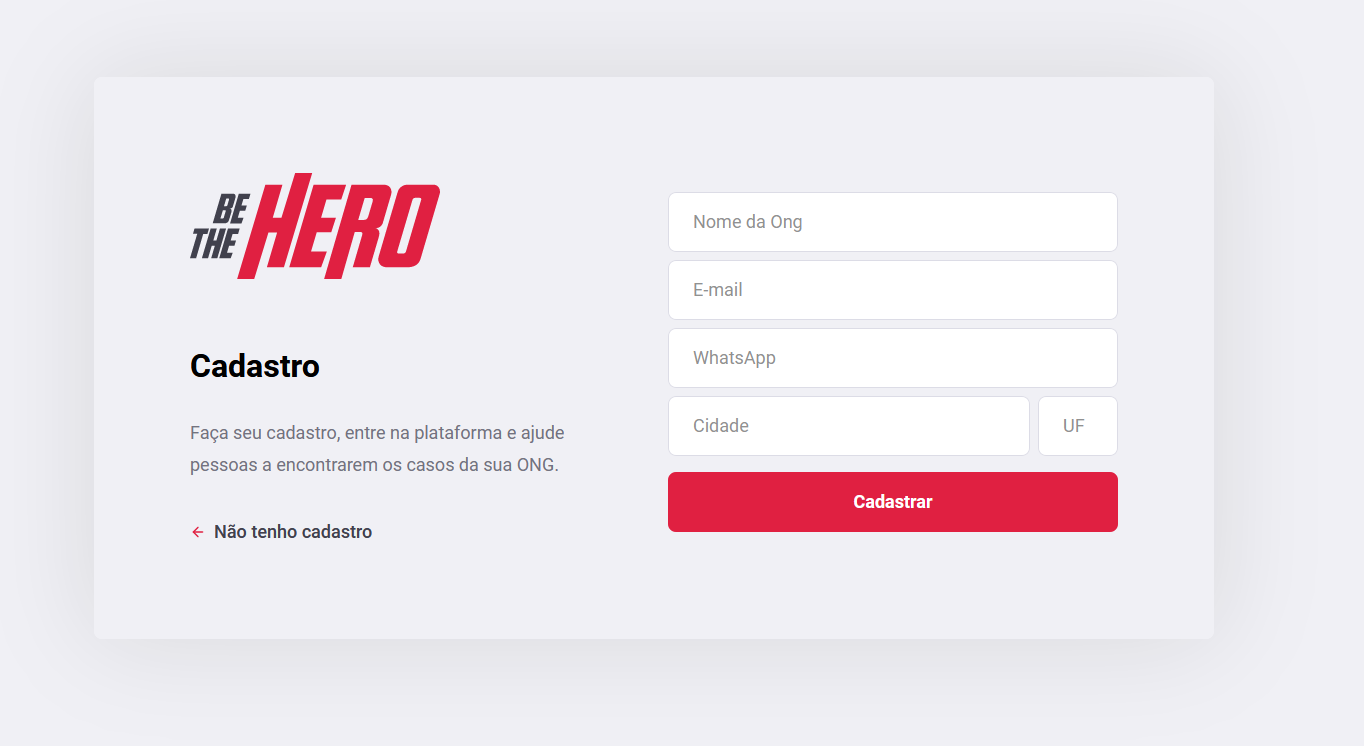 BE
THE
HERO
Cadastro
Faça seu cadastro, entre na plataforma e ajude
pessoas a encontrarem os casos da sua ONG.
Não tenho cadastro
Nome da Ong
E-mail
WhatsApp
Cidade
UF
Cadastrar